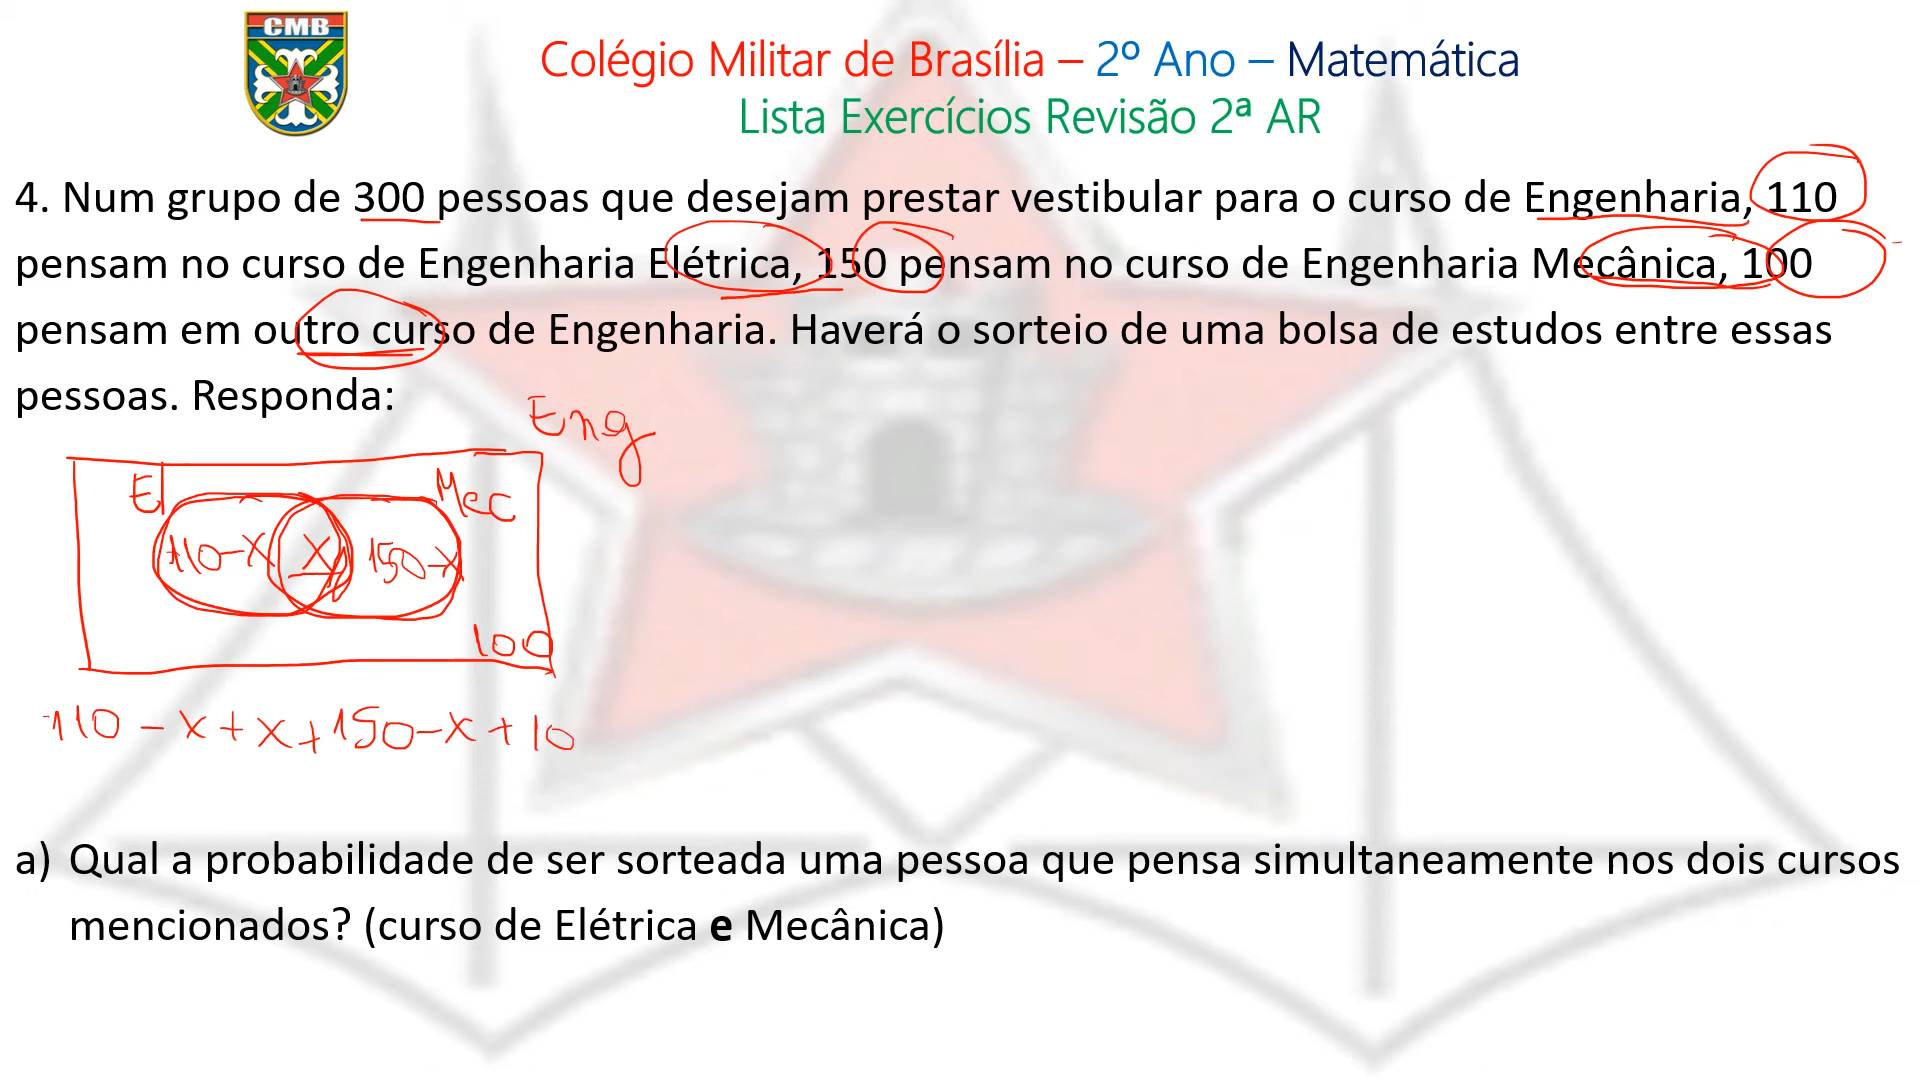 CMB
Colégio Militar de Brasília – 2º Ano – Matemática
Lista Exercícios Revisão 2ª AR
4. Num grupo de 300 pessoas que desejam prestar vestibular para o curso de Engenharia, 110
pensam no curso de Engenharia Elétrica, 150 pensam no curso de Engenharia Mecânica, 100
pensam em outro curso de Engenharia. Haverá o sorteio de uma bolsa de estudos entre essas
pessoas. Responda:
Eng
El Mec
110-x x 150-x
100
110 - x + x + 150 - x + 10
a) Qual a probabilidade de ser sorteada uma pessoa que pensa simultaneamente nos dois cursos
mencionados? (curso de Elétrica e Mecânica)